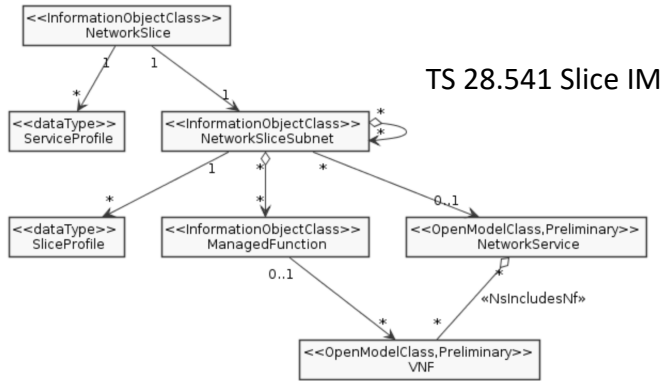 <<InformationObjectClass>>
NetworkSlice
1
1
TS 28.541 Slice IM
*
1
*
<<dataType>>
ServiceProfile
<<InformationObjectClass>>
NetworkSliceSubnet
*
1
*
*
*
*
0..1
<<dataType>>
SliceProfile
<<InformationObjectClass>>
ManagedFunction
<<OpenModelClass,Preliminary>>
NetworkService
0..1
*
«NsIncludesNf»
*
*
<<OpenModelClass,Preliminary>>
VNF